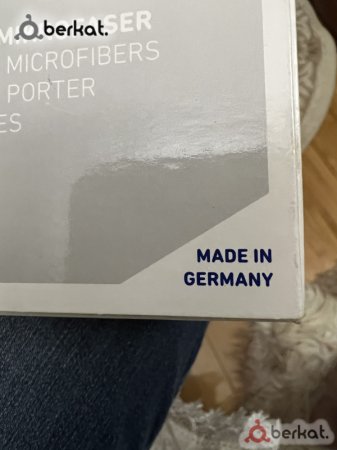 berkat.
MICROFIBERS
PORTER
ES
MADE IN
GERMANY
berkat.